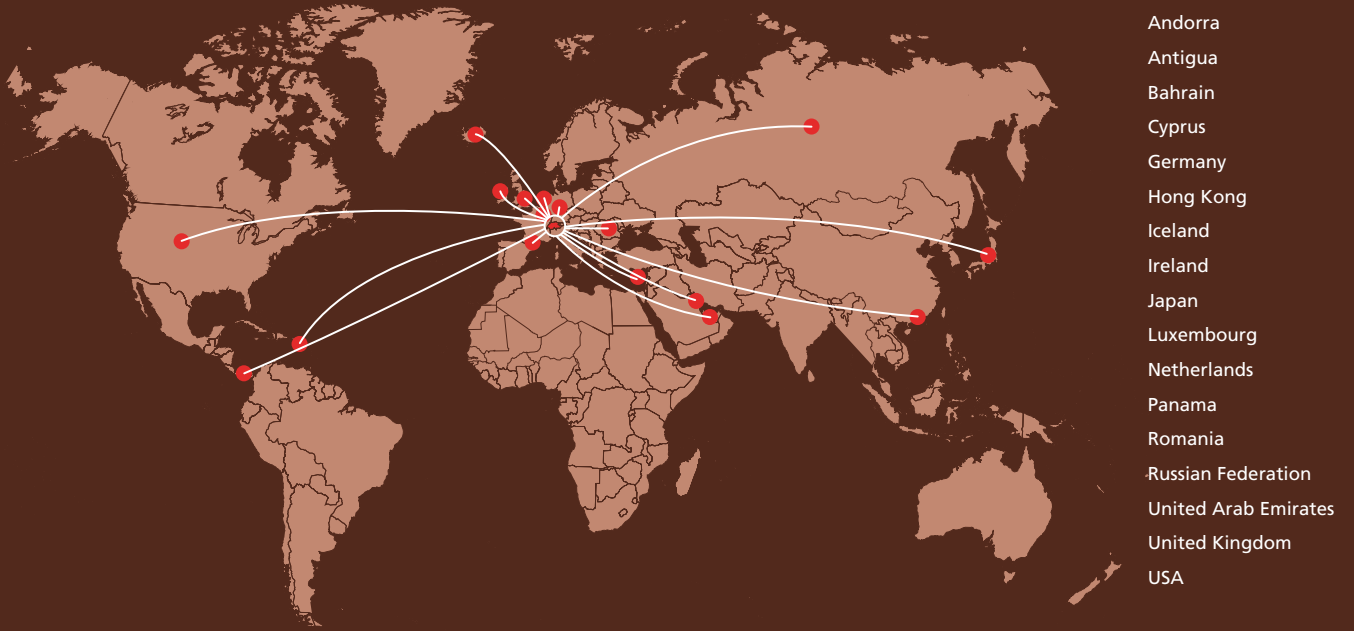 Andorra
Antigua
Bahrain
Cyprus
Germany
Hong Kong
Iceland
Ireland
Japan
Luxembourg
Netherlands
Panama
Romania
Russian Federation
United Arab Emirates
United Kingdom
USA